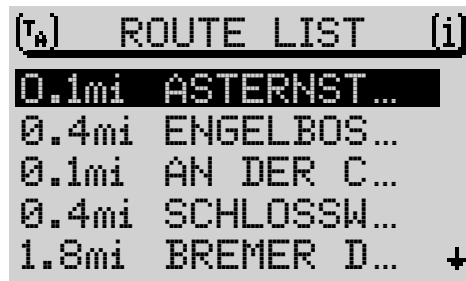 (TA) ROUTE LIST (i)
0.1mi ASTERNST...
0.4mi ENGELBOS...
0.1mi AN DER C...
0.4mi SCHLOSSW...
1.8mi BREMER D...